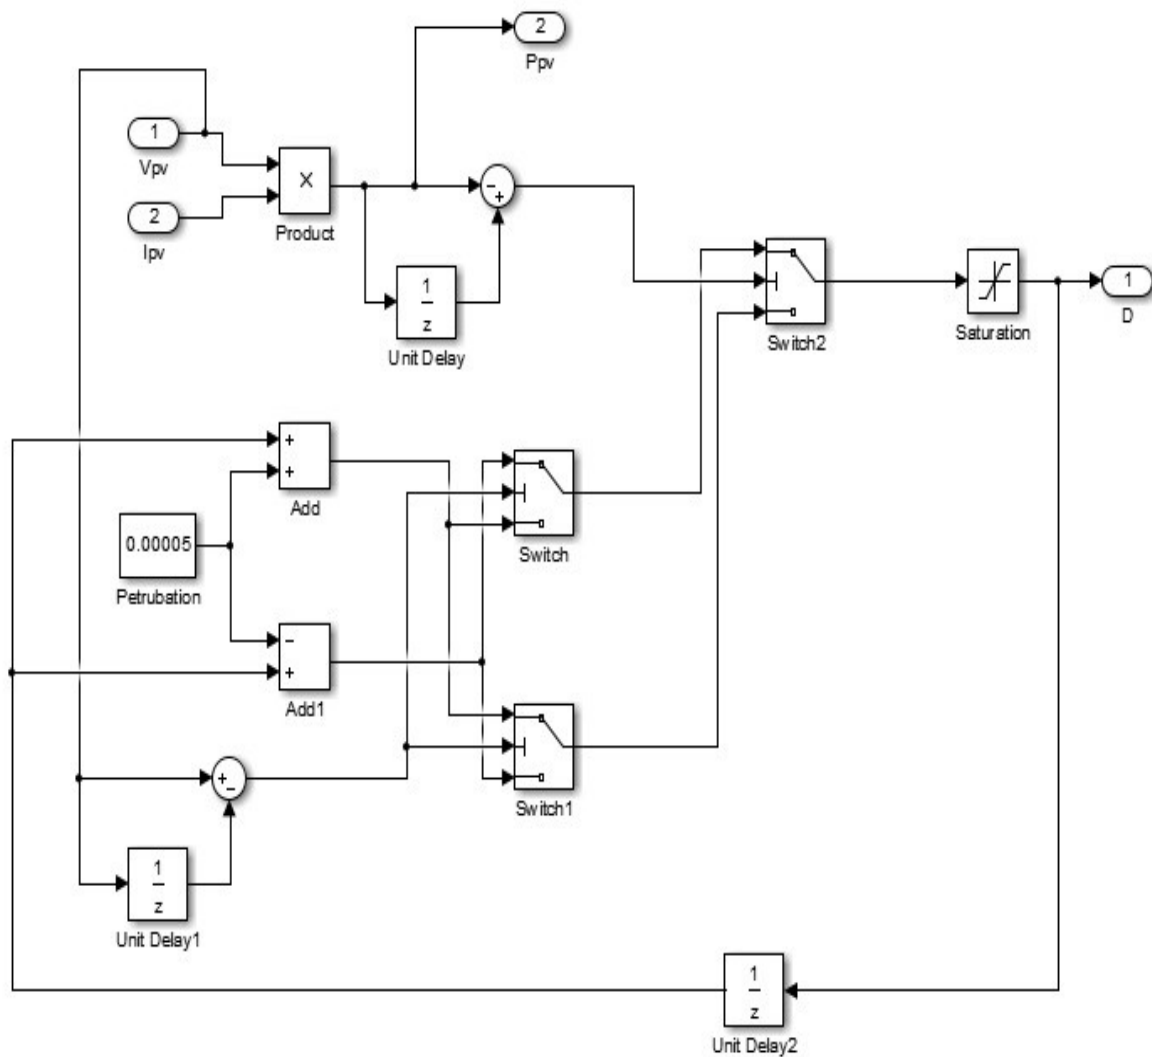 2
Ppv
1
Vpv
X
Product
-
+
2
Ipv
1
z
Unit Delay
Switch2
Saturation
1
D
+
+
Add
Switch
0.00005
Petrubation
-
+
Add1
Switch1
+
-
1
z
Unit Delay1
1
z
Unit Delay2